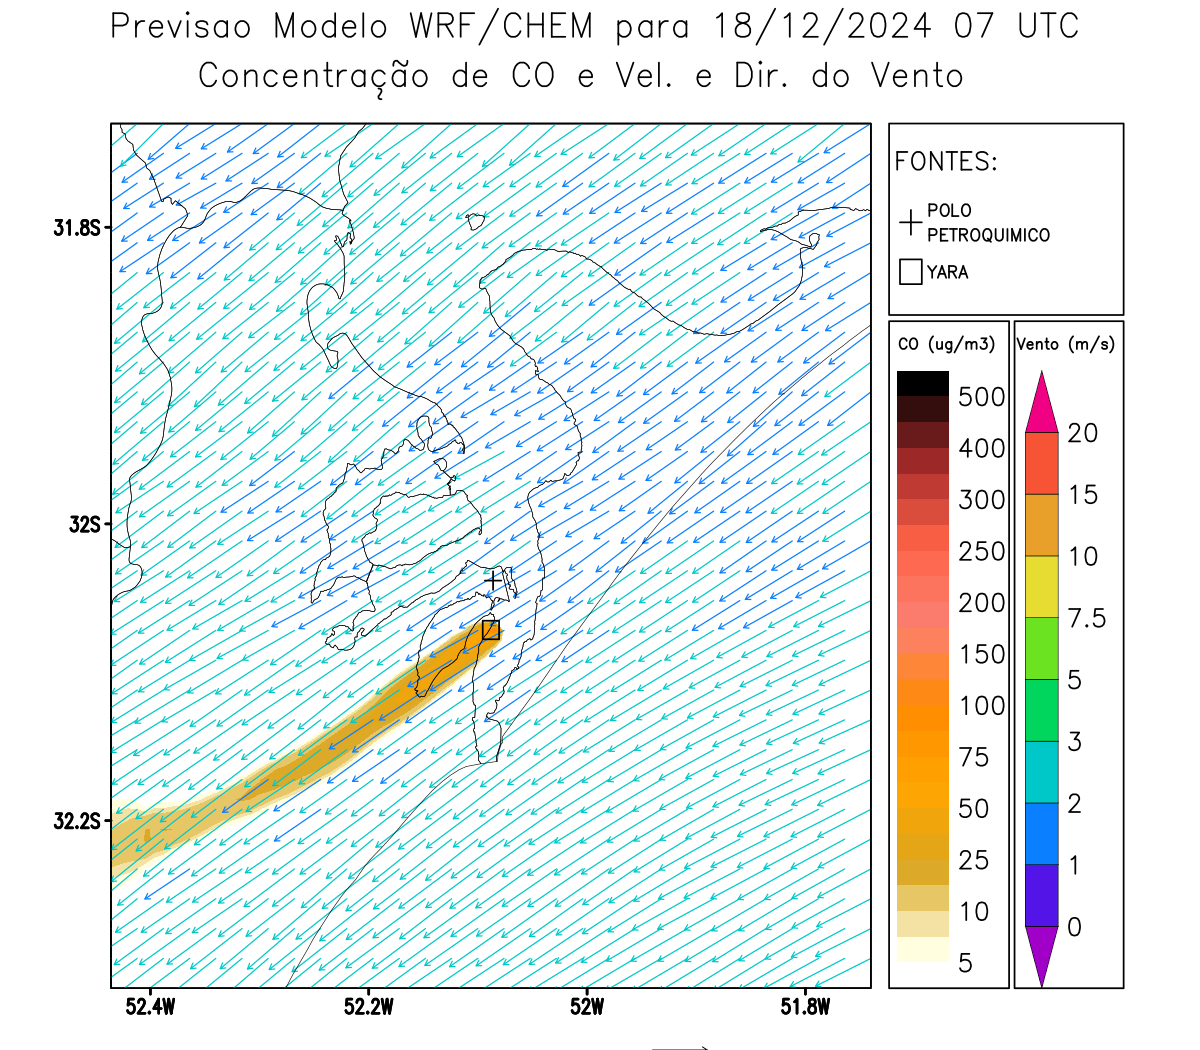 Previsao Modelo WRF/CHEM para 18/12/2024 07 UTC
Concentração de CO e Vel. e Dir. do Vento
FONTES:
POLO
PETROQUIMICO
YARA
CO (ug/m3)
500
400
300
250
200
150
100
75
50
25
10
5
Vento (m/s)
20
15
10
7.5
5
3
2
1
0
31.8S
32S
32.2S
52.4W
52.2W
52W
51.8W